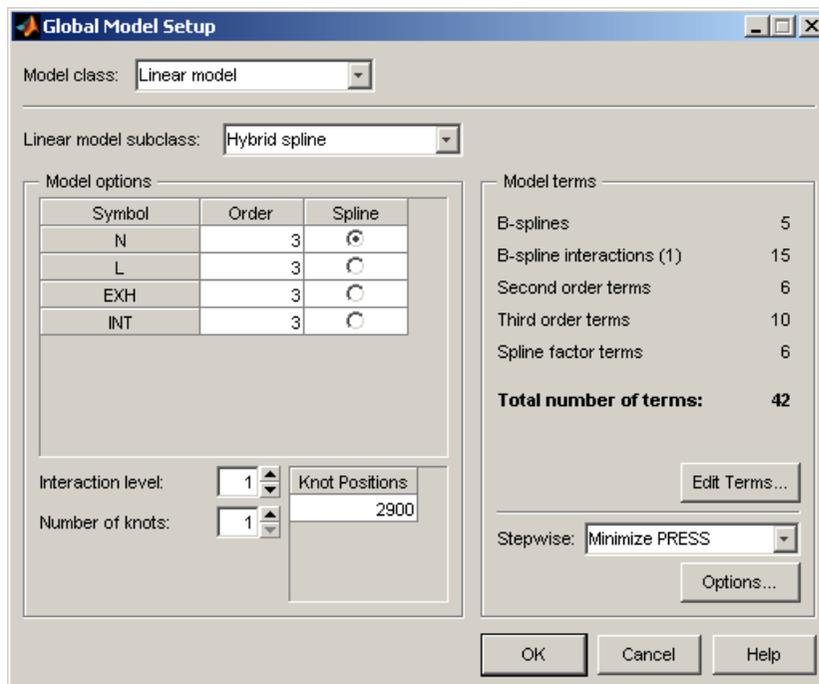 Global Model Setup
Model class: Linear model
Linear model subclass: Hybrid spline
Model options
Symbol Order Spline
N 3
L 3
EXH 3
INT 3
Interaction level: 1
Number of knots: 1
Knot Positions
2900
Model terms
B-splines 5
B-spline interactions (1) 15
Second order terms 6
Third order terms 10
Spline factor terms 6
Total number of terms: 42
Edit Terms...
Stepwise: Minimize PRESS
Options...
OK Cancel Help